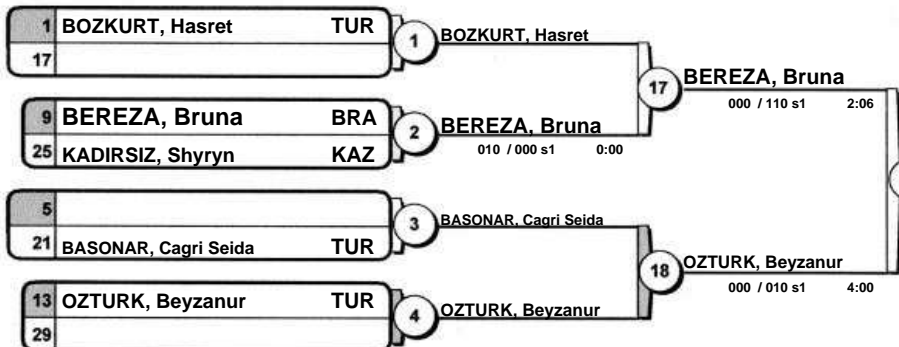 1 BOZKURT, Hasret TUR
17
1 BOZKURT, Hasret
9 BEREZA, Bruna BRA
25 KADIRSIZ, Shyryn KAZ
2 BEREZA, Bruna
010 / 000 s1 0:00
17 BEREZA, Bruna
000 / 110 s1 2:06
5
21 BASONAR, Cagri Seida TUR
3 BASONAR, Cagri Seida
13 OZTURK, Beyzanur TUR
29
4 OZTURK, Beyzanur
18 OZTURK, Beyzanur
000 / 010 s1 4:00